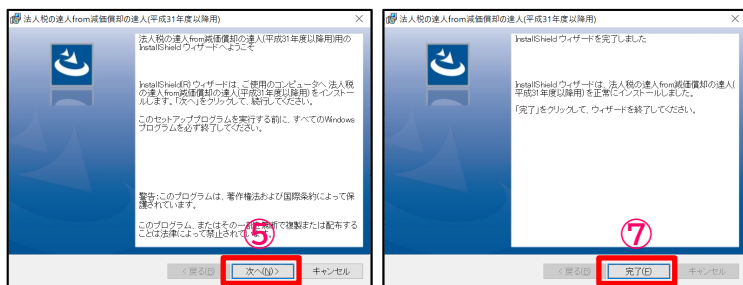 法人税の達人from減価償却の達人(平成31年度以降用)
法人税の達人from減価償却の達人(平成31年度以降用)用の
InstallShield ウィザードへようこそ
InstallShield(R) ウィザードは、ご使用のコンピュータへ 法人税
の達人from減価償却の達人(平成31年度以降用) をインストー
ルします。「次へ」をクリックして、続行してください。
このセットアッププログラムを実行する前に、すべてのWindows
プログラムを必ず終了してください。
警告:このプログラムは、著作権法および国際条約によって保
護されています。
このプログラム、またはその一部を無断で複製または配布する
ことは法律によって禁止されています。
⑤
< 戻る(B) 次へ(N) > キャンセル
法人税の達人from減価償却の達人(平成31年度以降用)
InstallShield ウィザードを完了しました
InstallShield ウィザードは、法人税の達人from減価償却の達人(
平成31年度以降用) を正常にインストールしました。
「完了」をクリックして、ウィザードを終了してください。
⑦
< 戻る(B) 完了(F) キャンセル